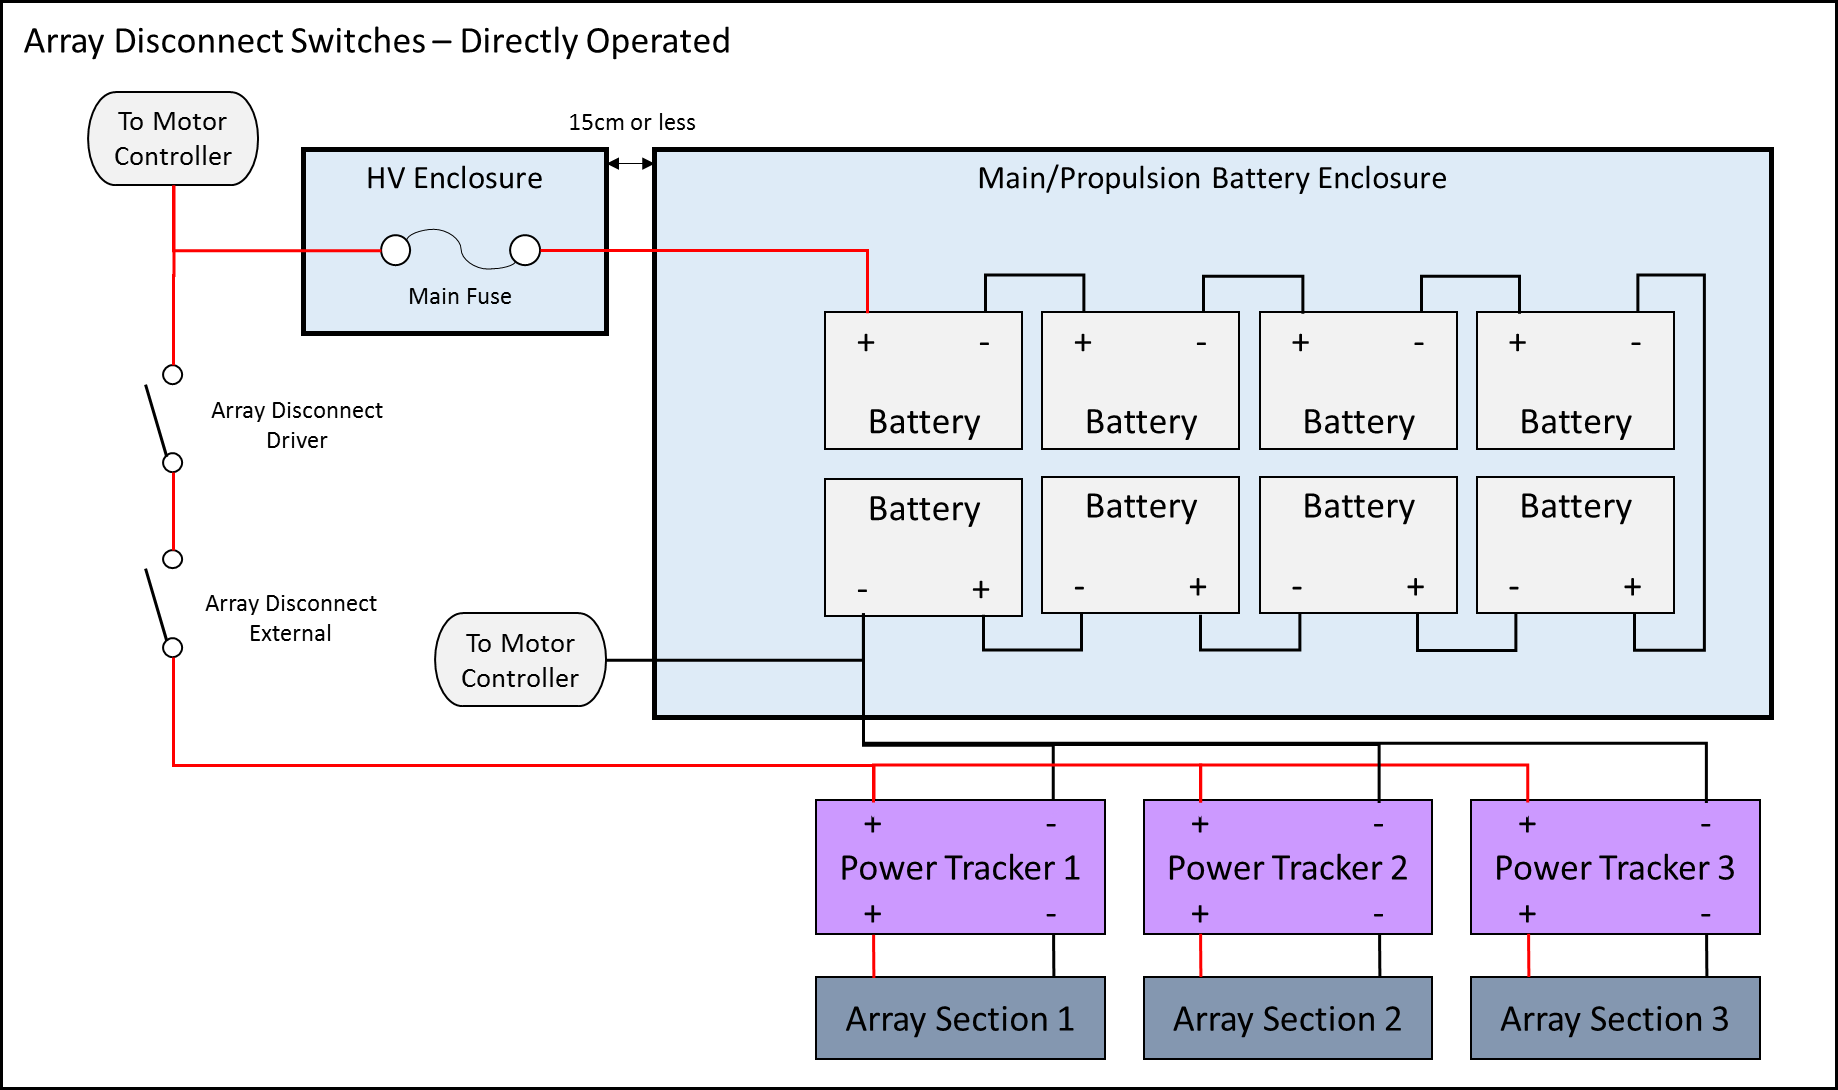 Array Disconnect Switches – Directly Operated
To Motor
Controller
15cm or less
HV Enclosure
Main Fuse
Main/Propulsion Battery Enclosure
+ - + - + - + -
Battery Battery Battery Battery
Array Disconnect
Driver
Battery Battery Battery Battery
- + - + - + - +
Array Disconnect
External
To Motor
Controller
+ - + - + -
Power Tracker 1 Power Tracker 2 Power Tracker 3
+ - + - + -
Array Section 1 Array Section 2 Array Section 3